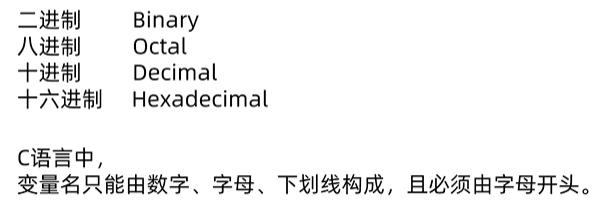 二进制 Binary
八进制 Octal
十进制 Decimal
十六进制 Hexadecimal
C语言中，
变量名只能由数字、字母、下划线构成，且必须由字母开头。